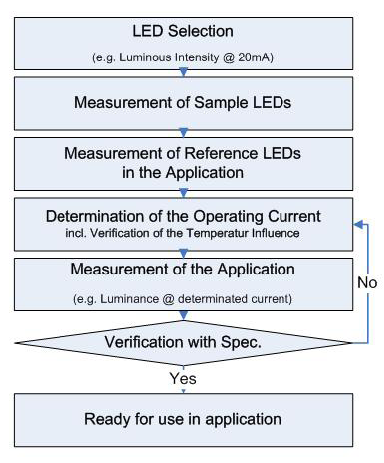 LED Selection
(e.g. Luminous Intensity @ 20mA)
Measurement of Sample LEDs
Measurement of Reference LEDs
in the Application
Determination of the Operating Current
incl. Verification of the Temperatur Influence
Measurement of the Application
(e.g. Luminance @ determinated current)
No
Verification with Spec.
Yes
Ready for use in application